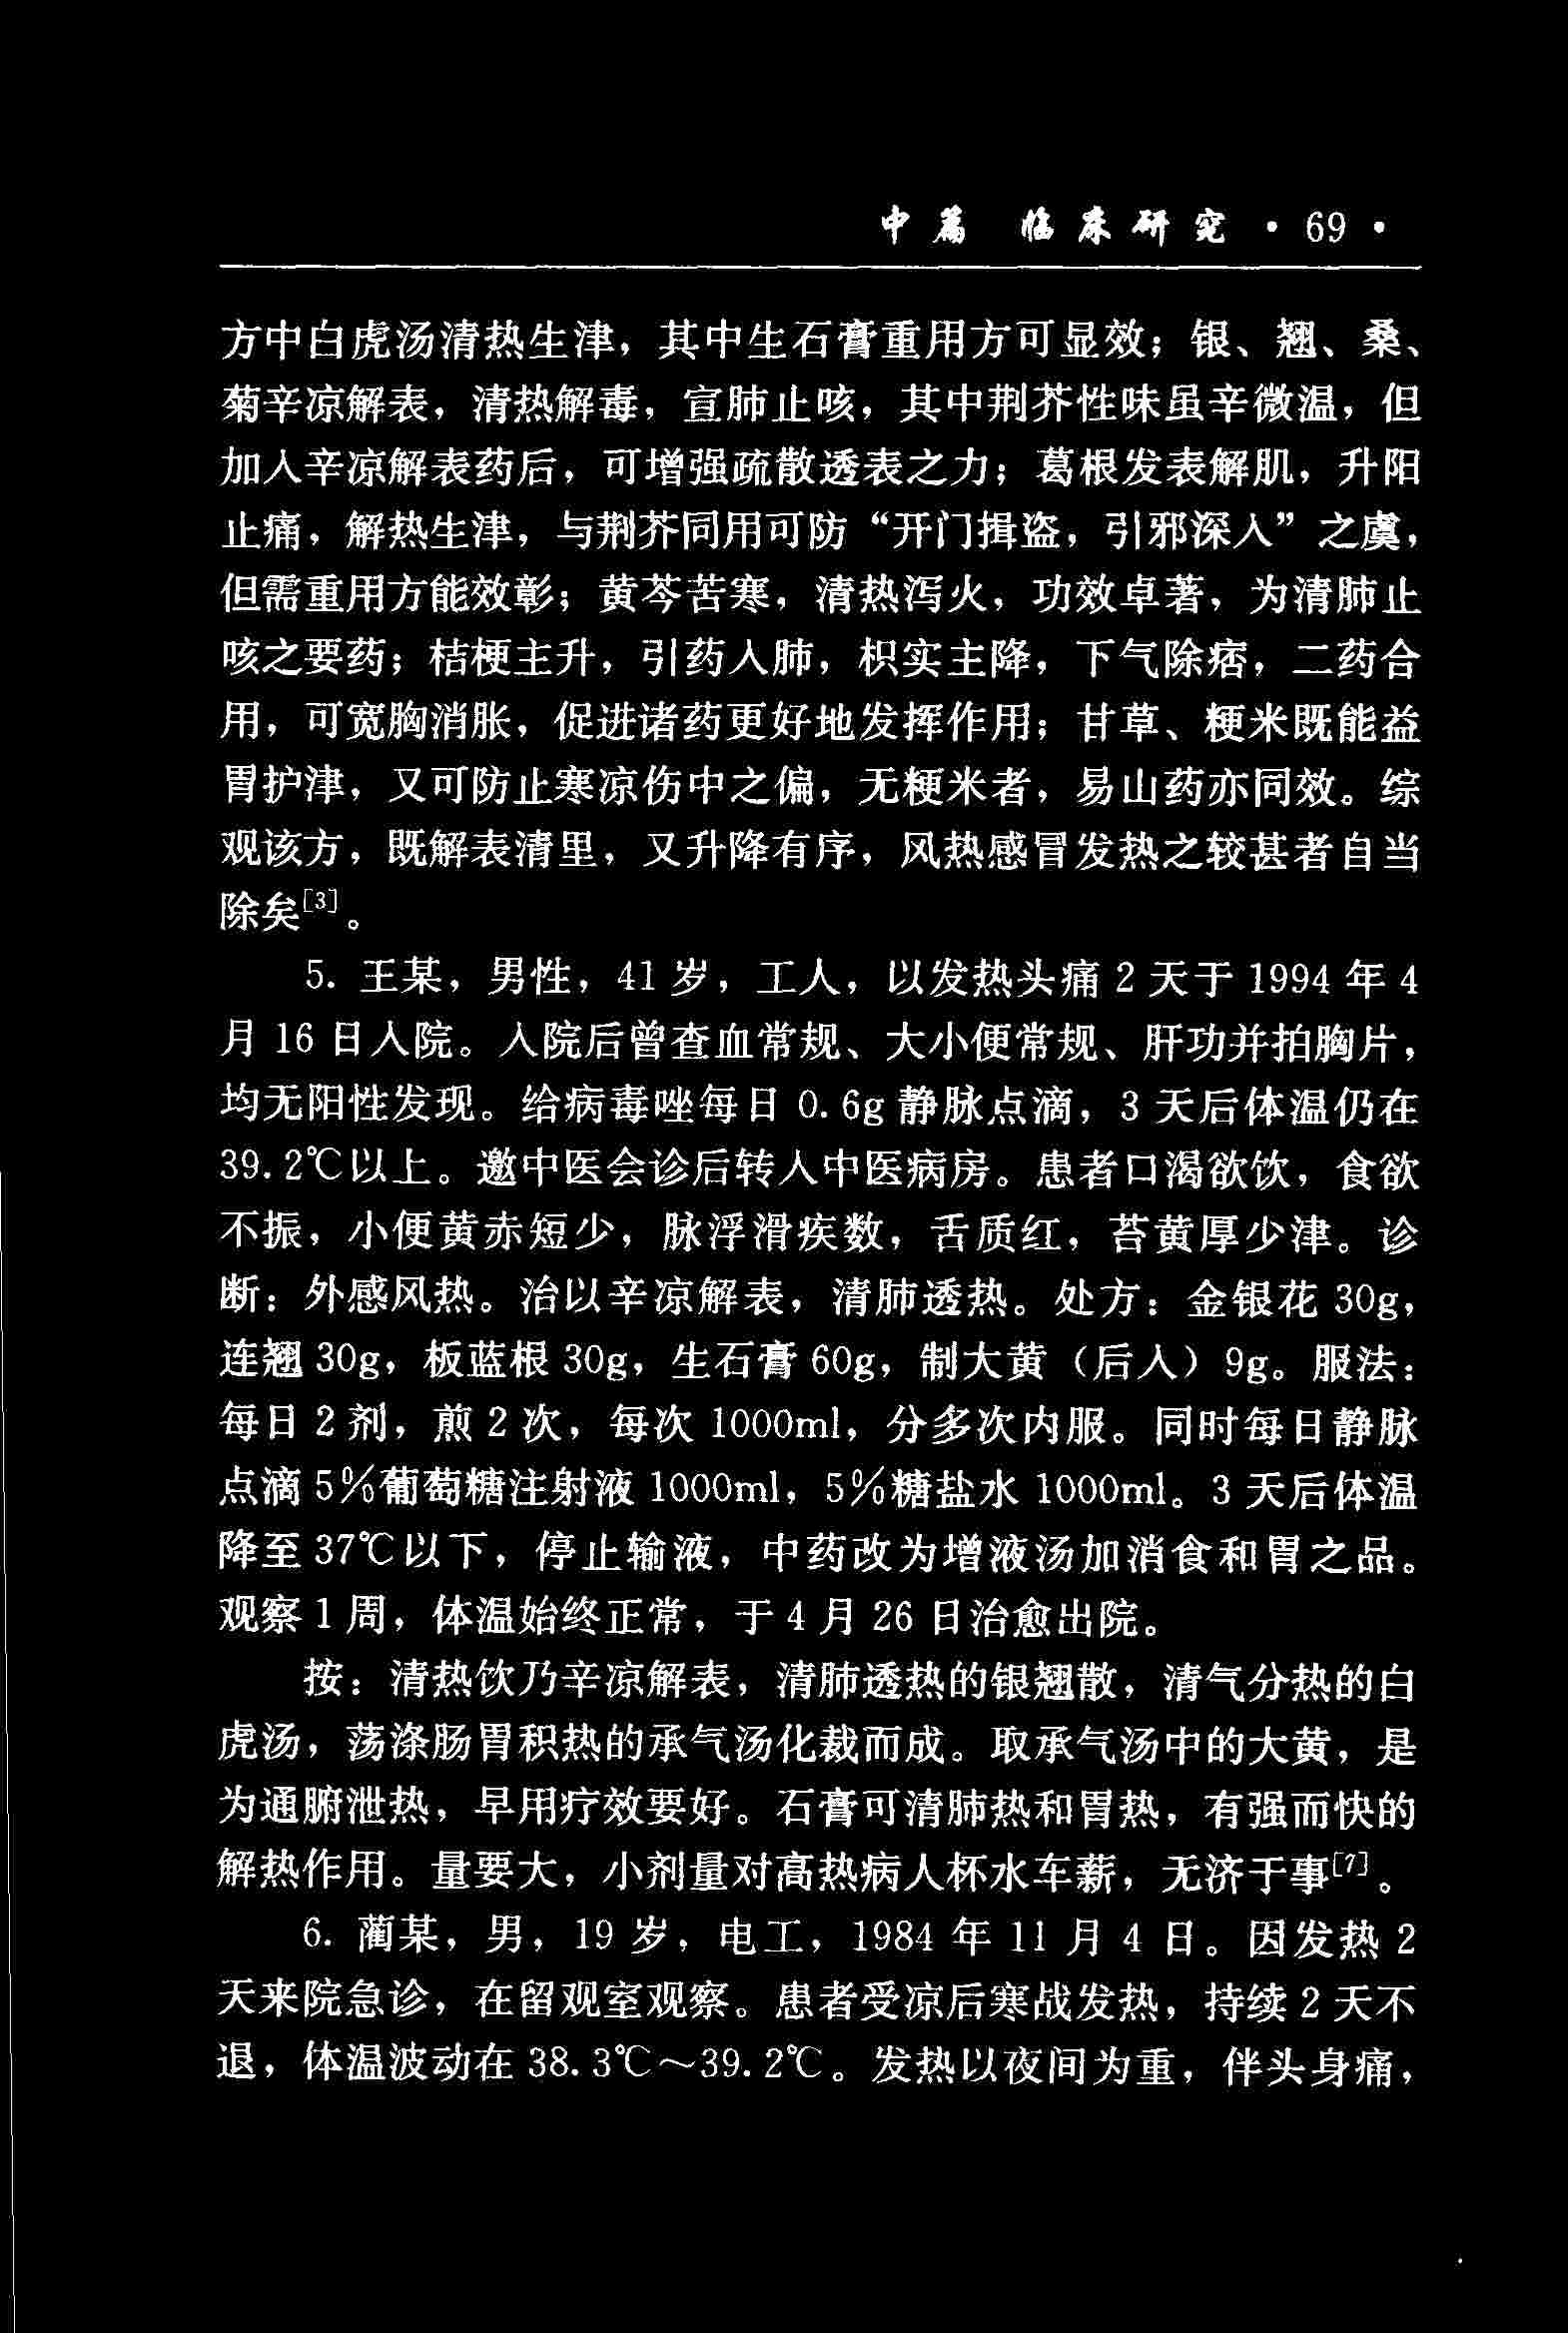 中篇 临床研究 · 69 ·
方中白虎汤清热生津，其中生石膏重用方可显效；银、翘、桑、
菊辛凉解表，清热解毒，宣肺止咳，其中荆芥性味虽辛微温，但
加入辛凉解表药后，可增强疏散透表之力；葛根发表解肌，升阳
止痛，解热生津，与荆芥同用可防“开门揖盗，引邪深入”之虞，
但需重用方能效彰；黄芩苦寒，清热泻火，功效卓著，为清肺止
咳之要药；桔梗主升，引药入肺，枳实主降，下气除痞，二药合
用，可宽胸消胀，促进诸药更好地发挥作用；甘草、粳米既能益
胃护津，又可防止寒凉伤中之偏，无粳米者，易山药亦同效。综
观该方，既解表清里，又升降有序，风热感冒发热之较甚者自当
除矣[3]。
5. 王某，男性，41 岁，工人，以发热头痛 2 天于 1994 年 4
月 16 日入院。入院后曾查血常规、大小便常规、肝功并拍胸片，
均无阳性发现。给病毒唑每日 0.6g 静脉点滴，3 天后体温仍在
39.2℃以上。邀中医会诊后转入中医病房。患者口渴欲饮，食欲
不振，小便黄赤短少，脉浮滑疾数，舌质红，苔黄厚少津。诊
断：外感风热。治以辛凉解表，清肺透热。处方：金银花 30g，
连翘 30g，板蓝根 30g，生石膏 60g，制大黄（后入）9g。服法：
每日 2 剂，煎 2 次，每次 1000ml，分多次内服。同时每日静脉
点滴 5%葡萄糖注射液 1000ml，5%糖盐水 1000ml。3 天后体温
降至 37℃以下，停止输液，中药改为增液汤加消食和胃之品。
观察 1 周，体温始终正常，于 4 月 26 日治愈出院。
按：清热饮乃辛凉解表，清肺透热的银翘散，清气分热的白
虎汤，荡涤肠胃积热的承气汤化裁而成。取承气汤中的大黄，是
为通腑泄热，早用疗效要好。石膏可清肺热和胃热，有强而快的
解热作用。量要大，小剂量对高热病人杯水车薪，无济于事[7]。
6. 蔺某，男，19 岁，电工，1984 年 11 月 4 日。因发热 2
天来院急诊，在留观室观察。患者受凉后寒战发热，持续 2 天不
退，体温波动在 38.3℃～39.2℃。发热以夜间为重，伴头身痛，